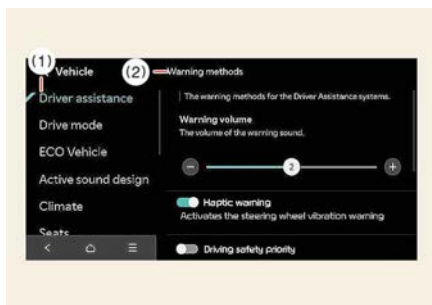 (1)
(2)
Vehicle
Driver assistance
Drive mode
ECO Vehicle
Active sound design
Climate
Seats
Warning methods
The warning methods for the Driver Assistance systems.
Warning volume
The volume of the warning sound.
2
Haptic warning
Activates the steering wheel vibration warning
Driving safety priority